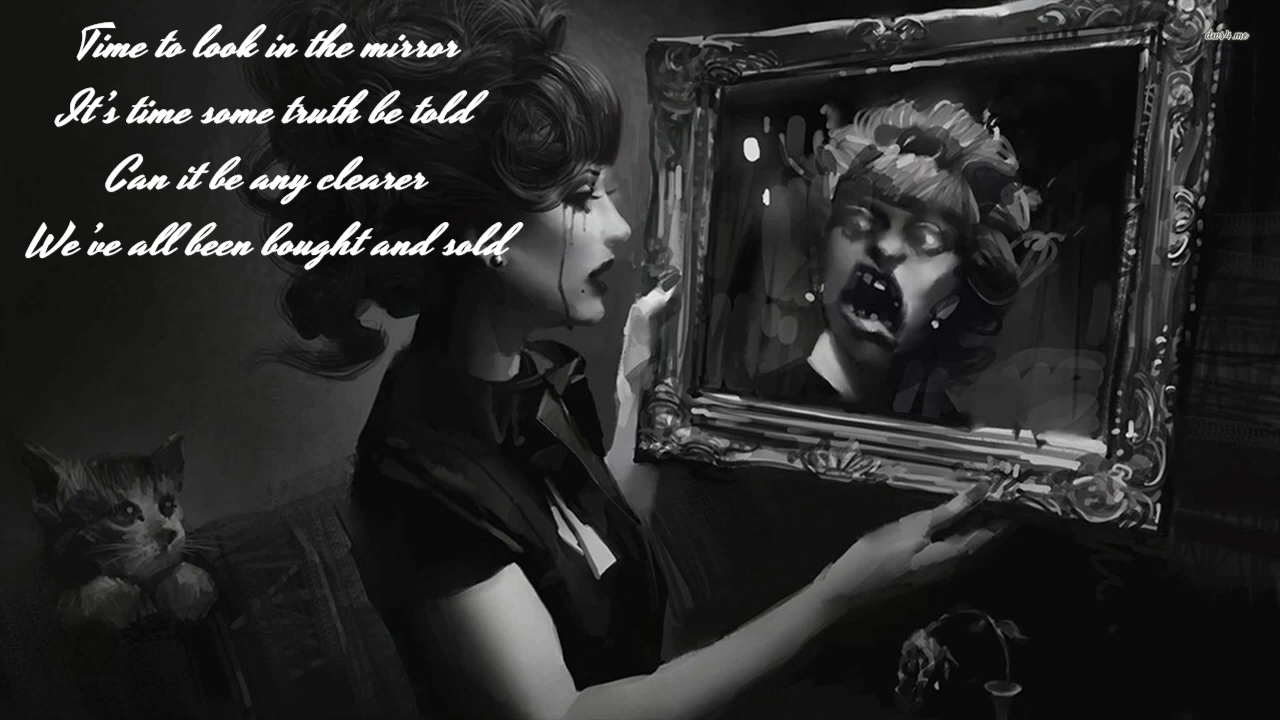 Time to look in the mirror
It's time some truth be told
Can it be any clearer
We've all been bought and sold